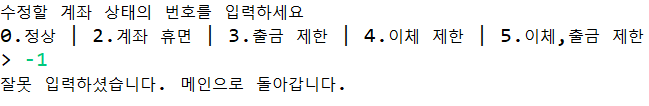 수정할 계좌 상태의 번호를 입력하세요
0.정상 | 2.계좌 휴면 | 3.출금 제한 | 4.이체 제한 | 5.이체,출금 제한
> -1
잘못 입력하셨습니다. 메인으로 돌아갑니다.